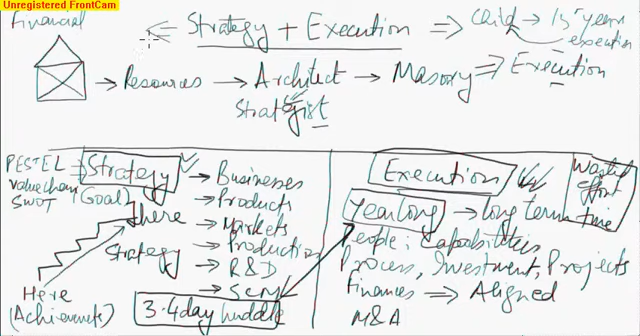 Unregistered FrontCam
Financial
Strategy + Execution ⇒ Child → 15 years
execution
→ Resources → Architect → Masonry ⇒ Execution
Strategist
PESTEL
valuechain
SWOT
Strategy
(Goal)
There
Strategy
Here
(Achievements)
→ Businesses
→ Products
→ Markets
→ Production
→ R&D
→ SCM
3-4 day huddle
Execution
Wasteful
effort
time
Yearlong → long term
People: Capabilities
Process, Investment, Projects
Finances ⇒ Aligned
M&A